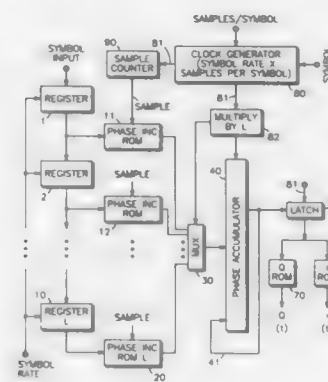 SAMPLES/SYMBOL
SYMBOL
INPUT
90
SAMPLE
COUNTER
81
CLOCK GENERATOR
(SYMBOL RATE X
SAMPLES PER SYMBOL)
80
SYMBOL
REGISTER
1
SAMPLE
81
MULTIPLY
BY L
82
11
PHASE INC
ROM
REGISTER
2
SAMPLE
PHASE INC
ROM
12
40
PHASE ACCUMULATOR
81
LATCH
MUX
30
Q
ROM
70
ROM
Q
(t)
(t)
10
REGISTER
L
SAMPLE
PHASE INC
ROM L
20
41
SYMBOL
RATE